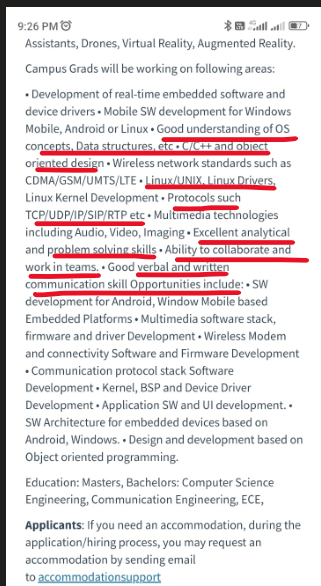 9:26 PM
4G
Assistants, Drones, Virtual Reality, Augmented Reality.
Campus Grads will be working on following areas:
• Development of real-time embedded software and
device drivers • Mobile SW development for Windows
Mobile, Android or Linux • Good understanding of OS
concepts, Data structures, etc • C/C++ and object
oriented design • Wireless network standards such as
CDMA/GSM/UMTS/LTE • Linux/UNIX, Linux Drivers,
Linux Kernel Development • Protocols such
TCP/UDP/IP/SIP/RTP etc • Multimedia technologies
including Audio, Video, Imaging • Excellent analytical
and problem solving skills • Ability to collaborate and
work in teams. • Good verbal and written
communication skill Opportunities include: • SW
development for Android, Window Mobile based
Embedded Platforms • Multimedia software stack,
firmware and driver Development • Wireless Modem
and connectivity Software and Firmware Development
• Communication protocol stack Software
Development • Kernel, BSP and Device Driver
Development • Application SW and UI development. •
SW Architecture for embedded devices based on
Android, Windows. • Design and development based on
Object oriented programming.
Education: Masters, Bachelors: Computer Science
Engineering, Communication Engineering, ECE,
Applicants: If you need an accommodation, during the
application/hiring process, you may request an
accommodation by sending email
to accommodationsupport